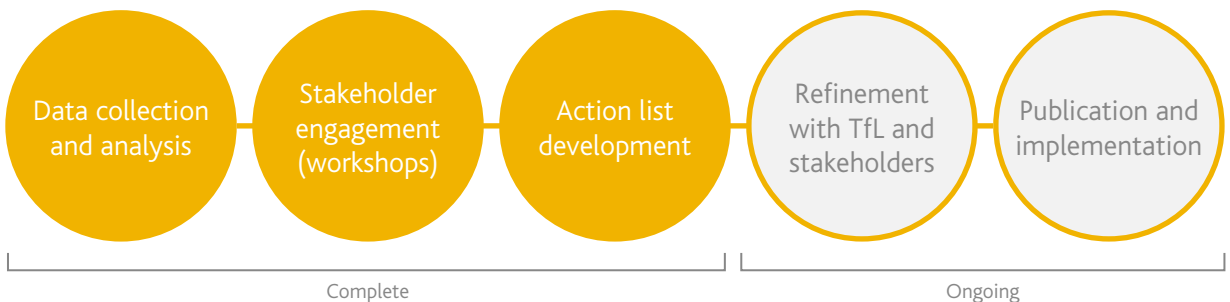 Data collection
and analysis
Stakeholder
engagement
(workshops)
Action list
development
Refinement
with TfL and
stakeholders
Publication and
implementation
Complete
Ongoing